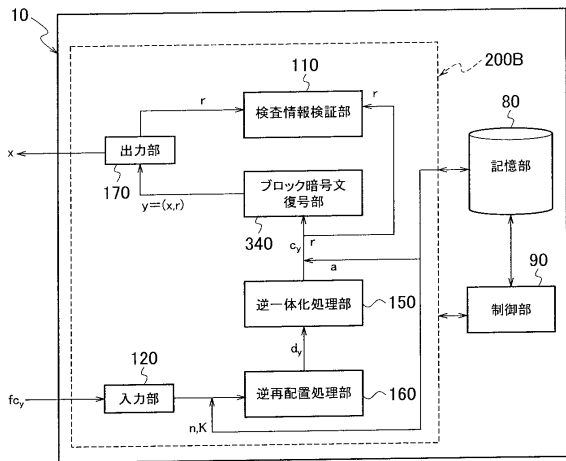 10
110
200B
r
r
検査情報検証部
80
x
出力部
記憶部
170
y=(x,r)
ブロック暗号文
復号部
340
cy
r
a
90
逆一体化処理部
150
制御部
dy
120
fcy
入力部
逆再配置処理部
160
n,K